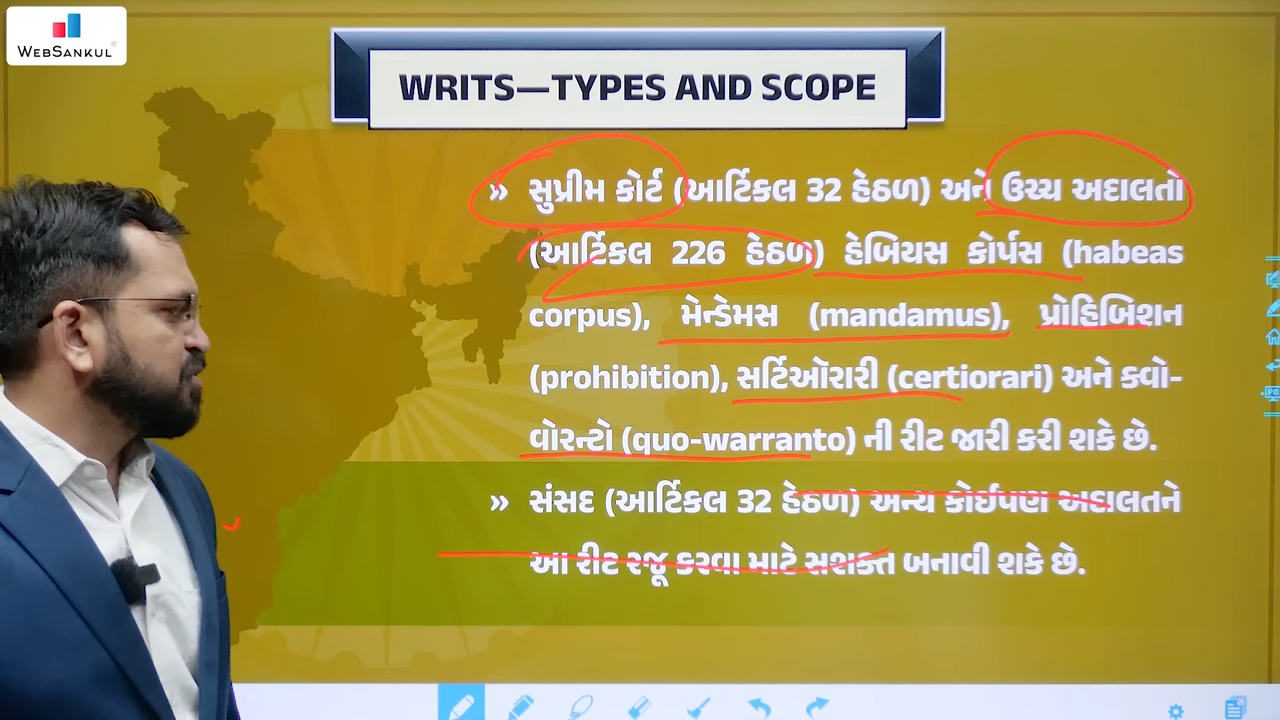 WEBSANKUL®
WRITS—TYPES AND SCOPE
» સુપ્રીમ કોર્ટ (આર્ટિકલ 32 હેઠળ) અને ઉચ્ચ અદાલતો
(આર્ટિકલ 226 હેઠળ) હેબિયસ કોર્પસ (habeas
corpus), મેન્ડેમસ (mandamus), પ્રોહિબિશન
(prohibition), સર્ટિઓરારી (certiorari) અને ક્વો-
વોરન્ટો (quo-warranto) ની રીટ જારી કરી શકે છે.
» સંસદ (આર્ટિકલ 32 હેઠળ) અન્ય કોઈપણ અદાલતને
આ રીટ રજૂ કરવા માટે સશક્ત બનાવી શકે છે.